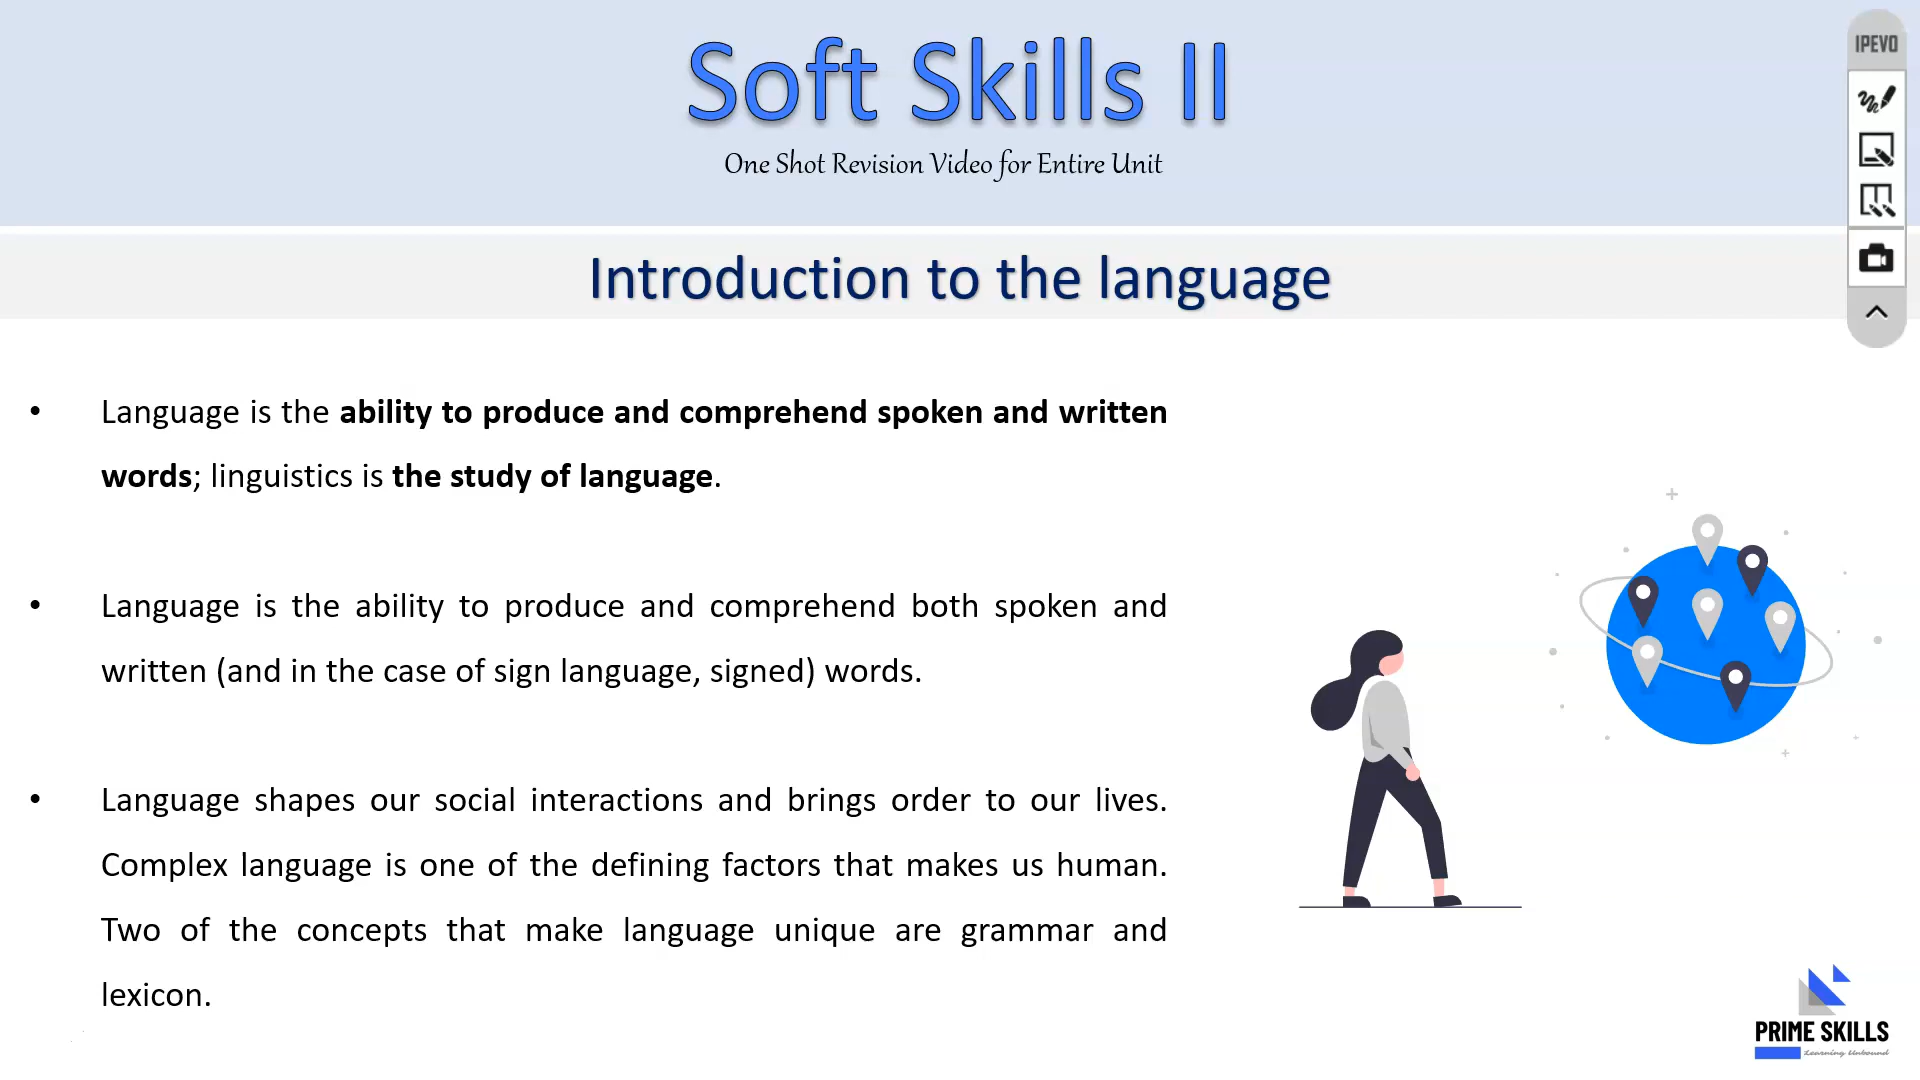 Soft Skills II
One Shot Revision Video for Entire Unit
IPEVO
Introduction to the language
• Language is the ability to produce and comprehend spoken and written
words; linguistics is the study of language.
• Language is the ability to produce and comprehend both spoken and
written (and in the case of sign language, signed) words.
• Language shapes our social interactions and brings order to our lives.
Complex language is one of the defining factors that makes us human.
Two of the concepts that make language unique are grammar and
lexicon.
PRIME SKILLS
Learning Unbound